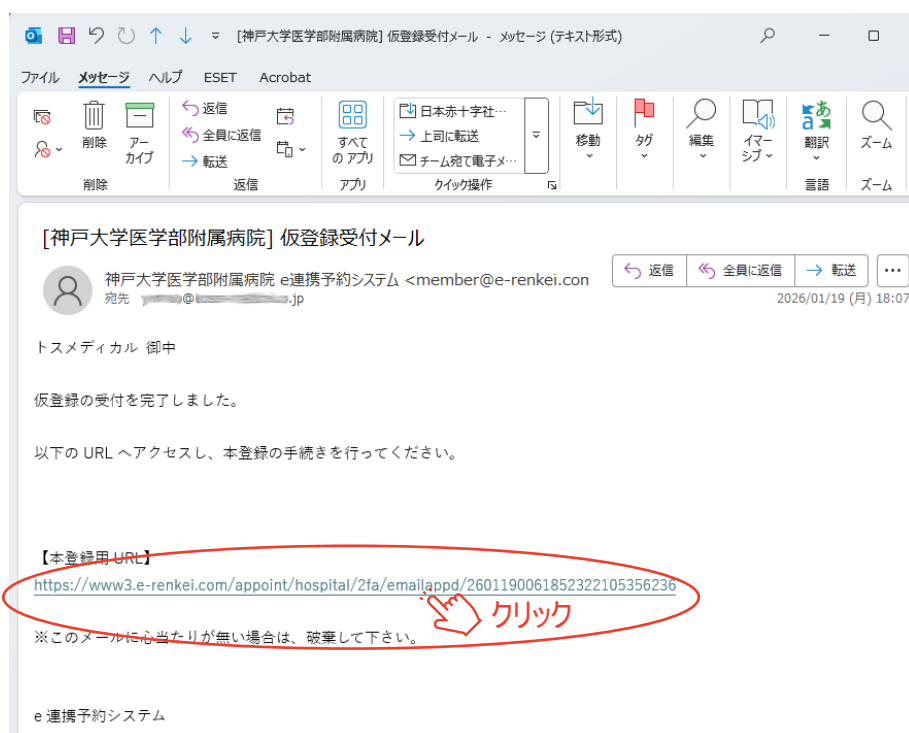 [神戸大学医学部附属病院] 仮登録受付メール - メッセージ (テキスト形式)
ファイル メッセージ ヘルプ ESET Acrobat
削除
アーカイブ
返信
全員に返信
転送
すべての アプリ
日本赤十字社…
上司に転送
チーム宛て電子メ…
移動
タグ
編集
イマーシブ
翻訳
ズーム
削除 返信 アプリ クイック操作 言語 ズーム
[神戸大学医学部附属病院] 仮登録受付メール
神戸大学医学部附属病院 e連携予約システム <member@e-renkei.con
返信 全員に返信 転送
宛先 @ .jp
2026/01/19 (月) 18:07
トスメディカル 御中
仮登録の受付を完了しました。
以下の URL へアクセスし、本登録の手続きを行ってください。
【本登録用 URL】
https://www3.e-renkei.com/appoint/hospital/2fa/emailappd/2601190061852322105356236
クリック
※このメールに心当たりが無い場合は、破棄して下さい。
e 連携予約システム